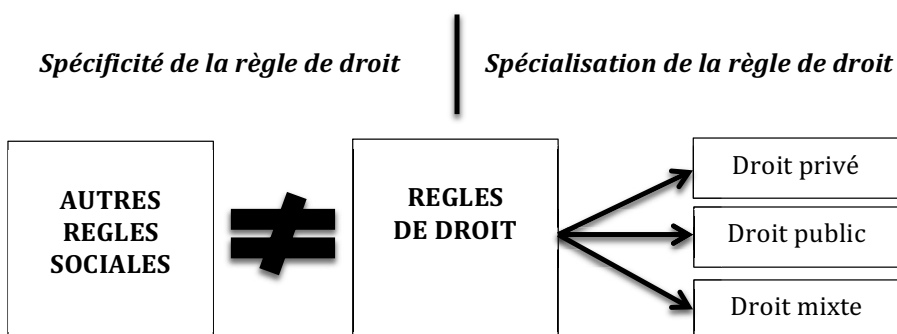 Spécificité de la règle de droit
Spécialisation de la règle de droit
AUTRES
REGLES
SOCIALES
≠
REGLES
DE DROIT
Droit privé
Droit public
Droit mixte